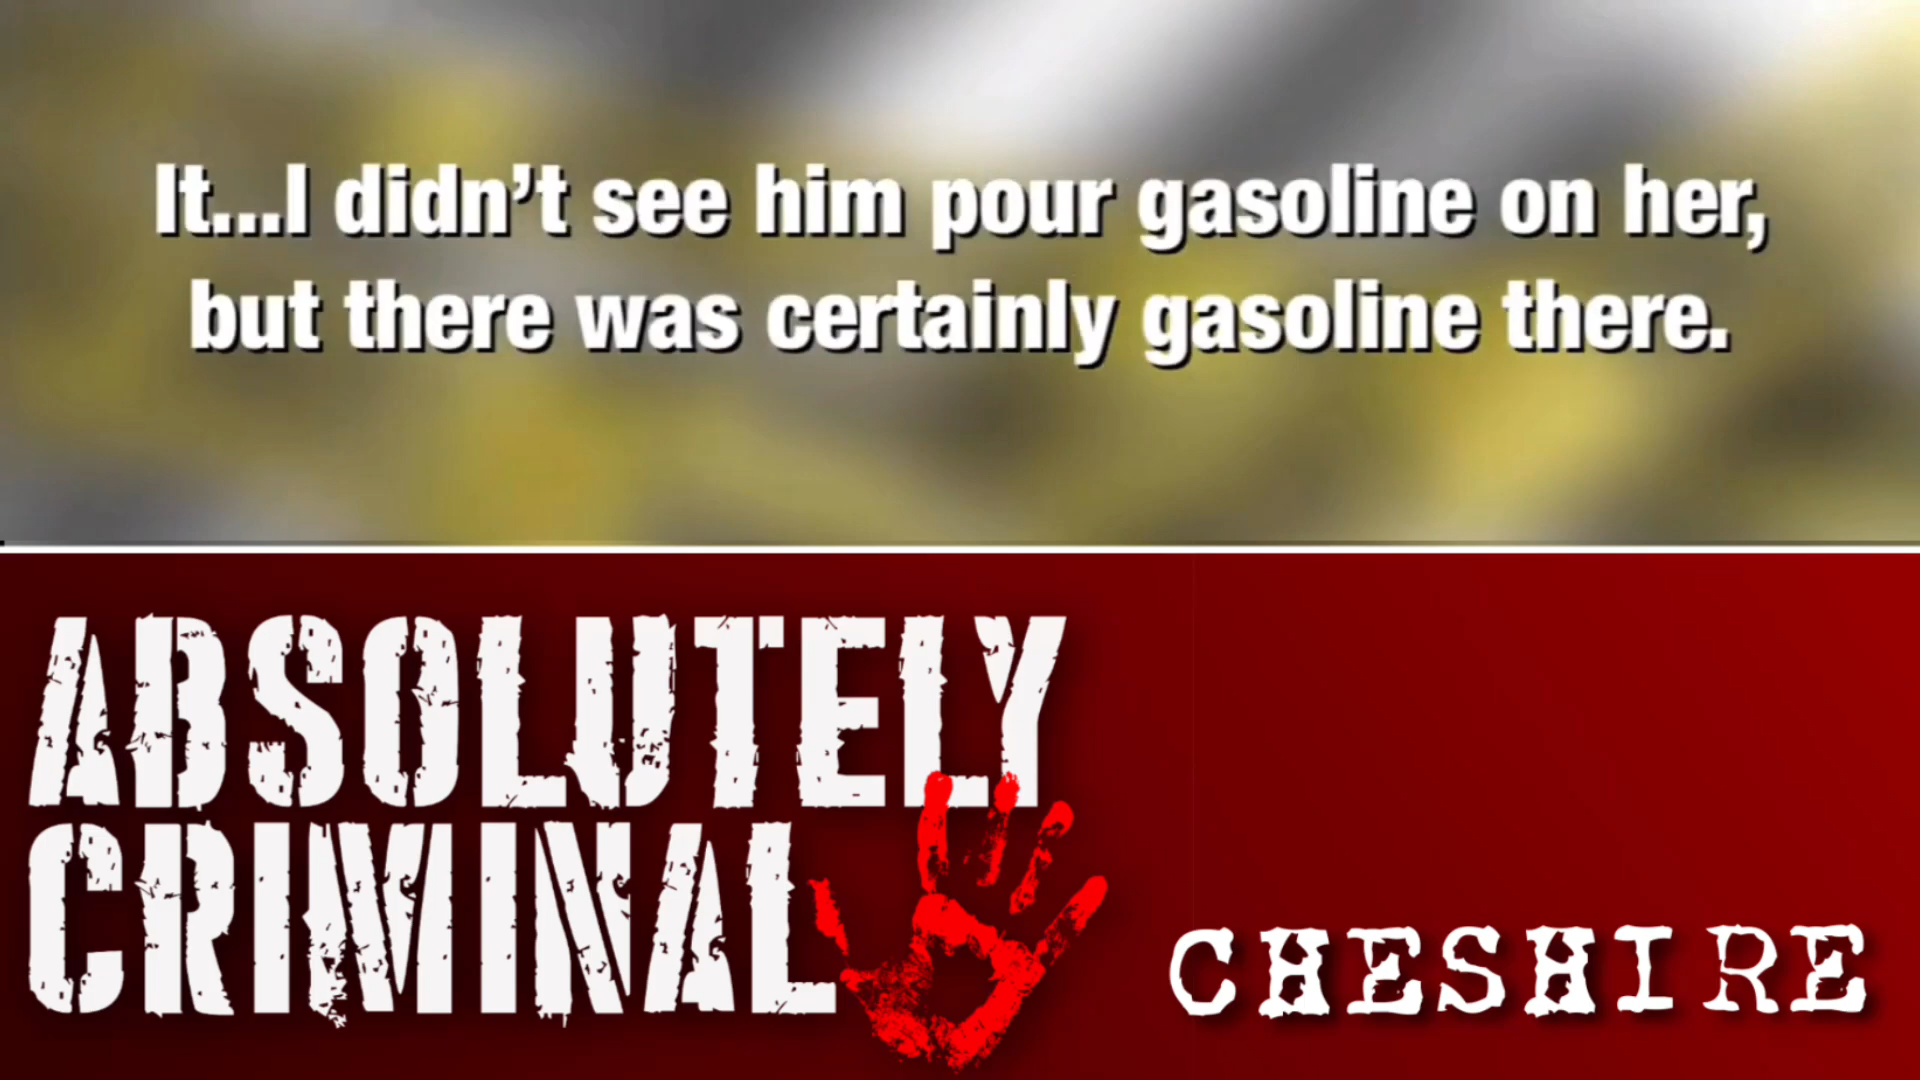 It...I didn’t see him pour gasoline on her,
but there was certainly gasoline there.
ABSOLUTELY
CRIMINAL
CHESHIRE